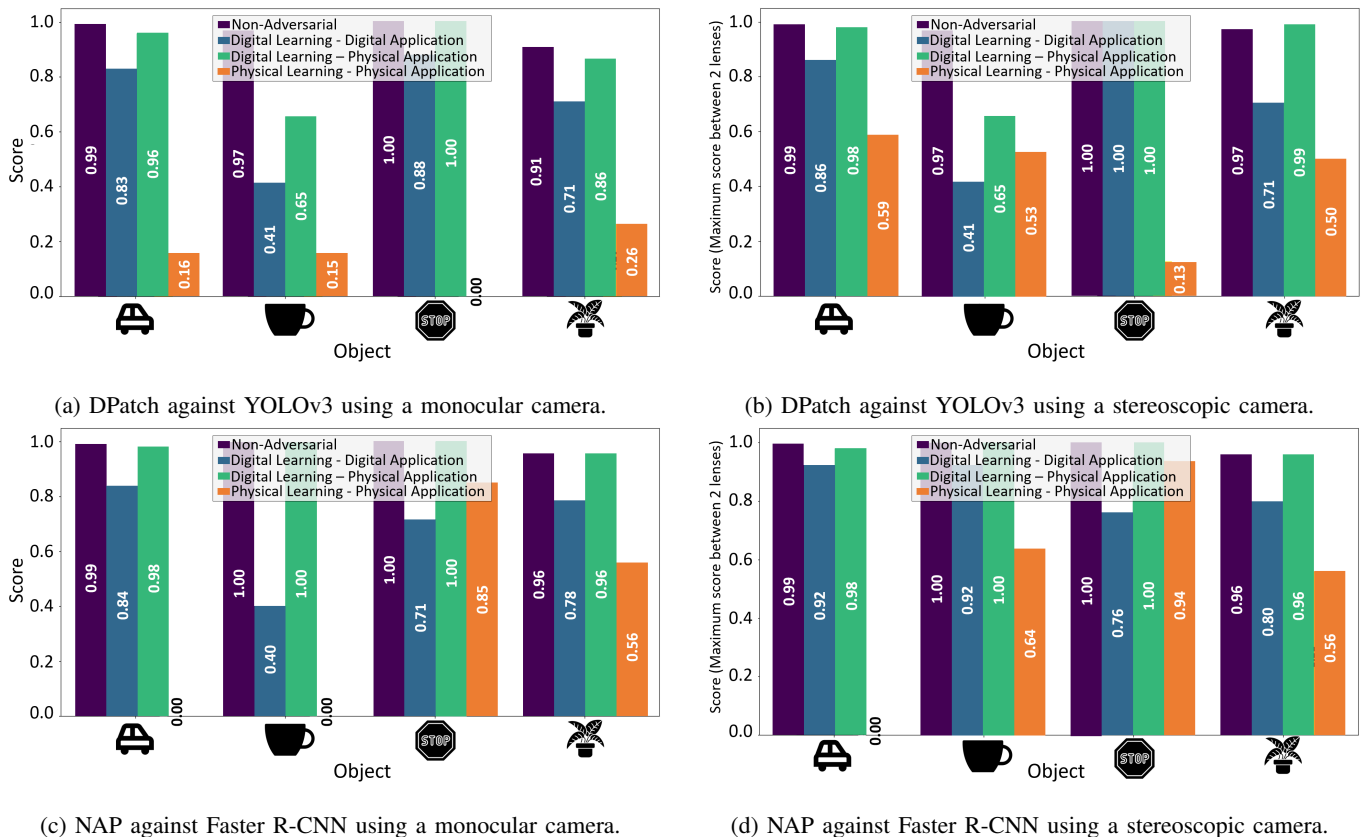 Non-Adversarial
Digital Learning - Digital Application
Digital Learning – Physical Application
Physical Learning - Physical Application
Score
1.0
0.8
0.6
0.4
0.2
0.0
0.99 0.83 0.96 0.16 0.97 0.41 0.65 0.15 1.00 0.88 1.00 0.00 0.91 0.71 0.86 0.26
STOP
Object
(a) DPatch against YOLOv3 using a monocular camera.
Non-Adversarial
Digital Learning - Digital Application
Digital Learning – Physical Application
Physical Learning - Physical Application
Score (Maximum score between 2 lenses)
1.0
0.8
0.6
0.4
0.2
0.0
0.99 0.86 0.98 0.59 0.97 0.41 0.65 0.53 1.00 1.00 1.00 0.13 0.97 0.71 0.99 0.50
STOP
Object
(b) DPatch against YOLOv3 using a stereoscopic camera.
Non-Adversarial
Digital Learning - Digital Application
Digital Learning – Physical Application
Physical Learning - Physical Application
Score
1.0
0.8
0.6
0.4
0.2
0.0
0.99 0.84 0.98 0.00 1.00 0.40 1.00 0.00 1.00 0.71 1.00 0.85 0.96 0.78 0.96 0.56
STOP
Object
(c) NAP against Faster R-CNN using a monocular camera.
Non-Adversarial
Digital Learning - Digital Application
Digital Learning – Physical Application
Physical Learning - Physical Application
Score (Maximum score between 2 lenses)
1.0
0.8
0.6
0.4
0.2
0.0
0.99 0.92 0.98 0.00 1.00 0.92 1.00 0.64 1.00 0.76 1.00 0.94 0.96 0.80 0.96 0.56
STOP
Object
(d) NAP against Faster R-CNN using a stereoscopic camera.